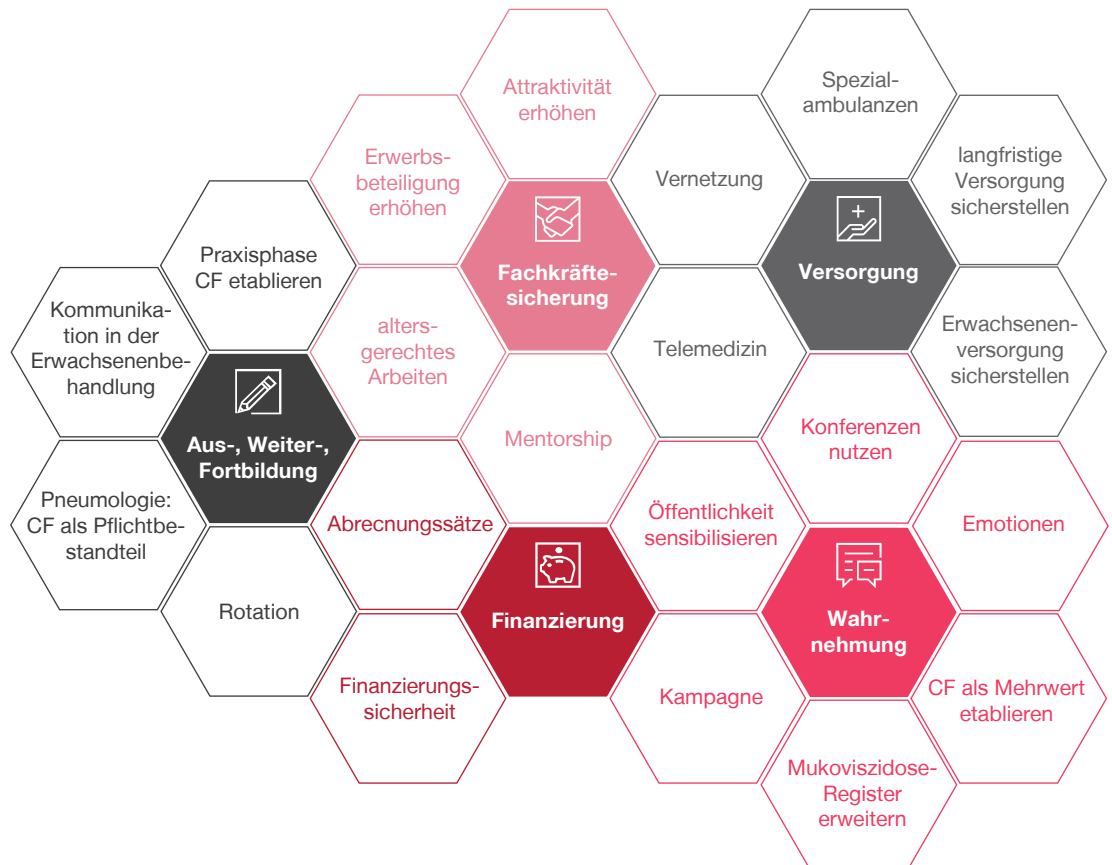 Attraktivität
erhöhen
Spezial-
ambulanzen
Erwerbs-
beteiligung
erhöhen
Vernetzung
langfristige
Versorgung
sicherstellen
Praxisphase
CF etablieren
Fachkräfte-
sicherung
Versorgung
Kommunika-
tion in der
Erwachsenenbe-
handlung
alters-
gerechtes
Arbeiten
Telemedizin
Erwachsenen-
versorgung
sicherstellen
Aus-, Weiter-,
Fortbildung
Mentorship
Konferenzen
nutzen
Pneumologie:
CF als Pflichtbe-
standteil
Abrecnungssätze
Öffentlichkeit
sensibilisieren
Emotionen
Rotation
Finanzierung
Wahr-
nehmung
Finanzierungs-
sicherheit
Kampagne
CF als Mehrwert
etablieren
Mukoviszidose-
Register
erweitern